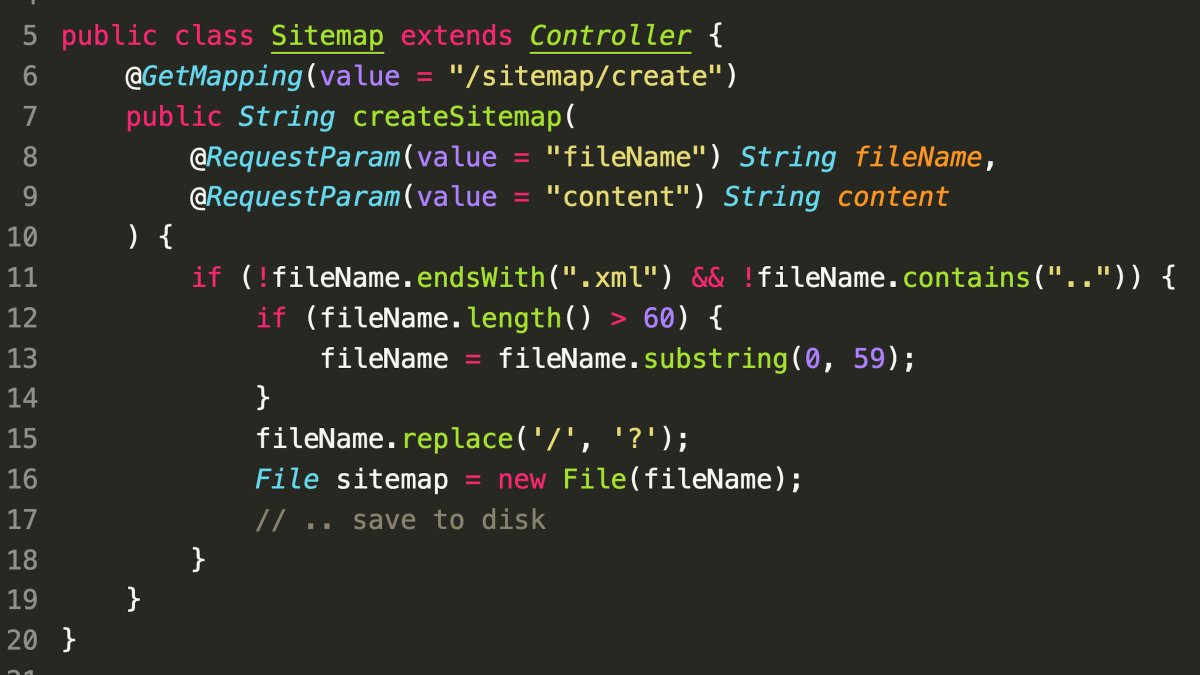 5 public class Sitemap extends Controller {
6 @GetMapping(value = "/sitemap/create")
7 public String createSitemap(
8 @RequestParam(value = "fileName") String fileName,
9 @RequestParam(value = "content") String content
10 ) {
11 if (!fileName.endsWith(".xml") && !fileName.contains("..")) {
12 if (fileName.length() > 60) {
13 fileName = fileName.substring(0, 59);
14 }
15 fileName.replace('/', '?');
16 File sitemap = new File(fileName);
17 // .. save to disk
18 }
19 }
20 }